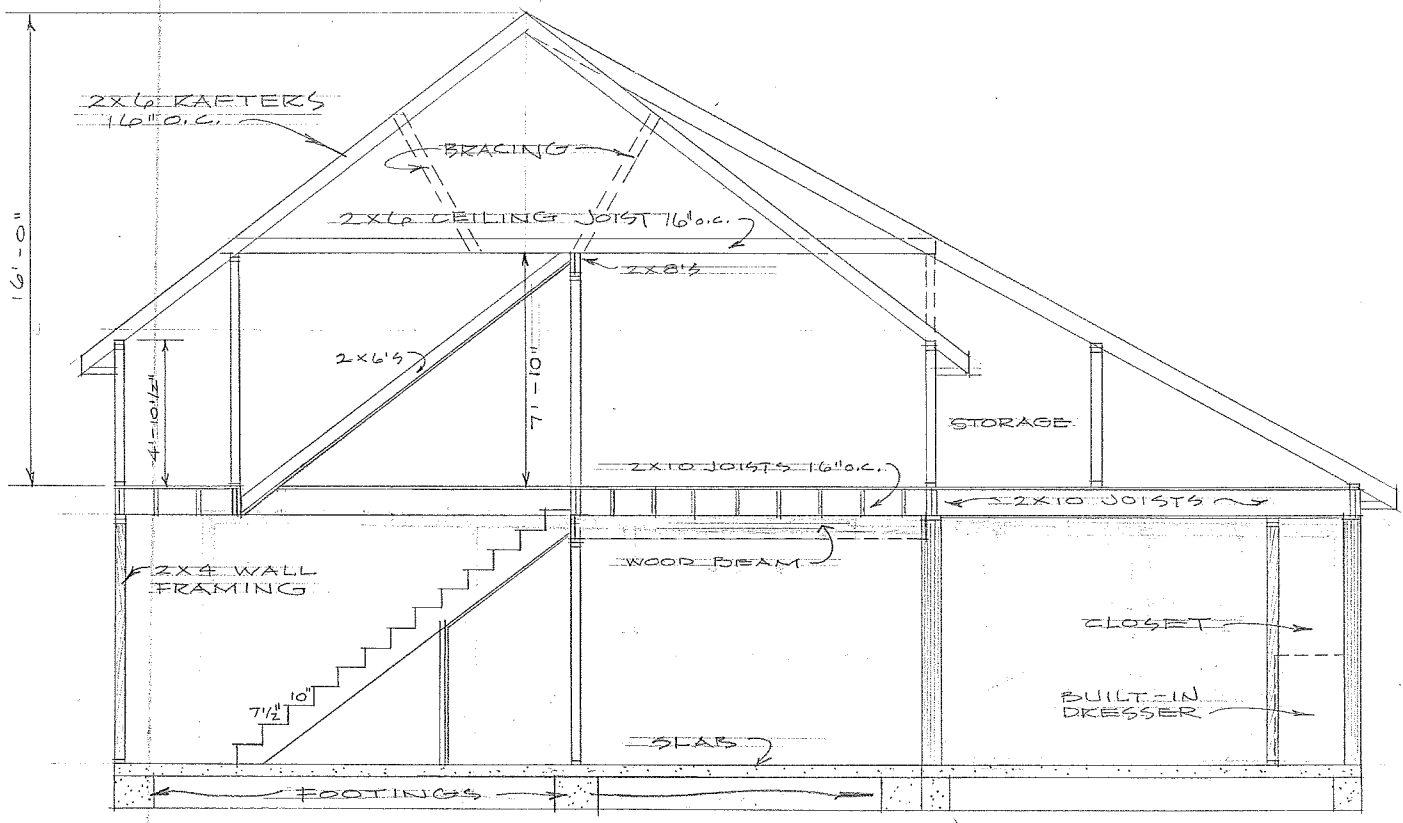 16'-0"
2X6 RAFTERS
16" O.C.
BRACING
2X6 CEILING JOIST 16"o.c.
2X8'S
2X6'S
7'-10"
4'-10 1/2"
STORAGE
2X10 JOISTS 16"o.c.
2X10 JOISTS
WOOD BEAM
2X4 WALL
FRAMING
CLOSET
10"
7 1/2"
BUILT-IN
DRESSER
SLAB
FOOTINGS